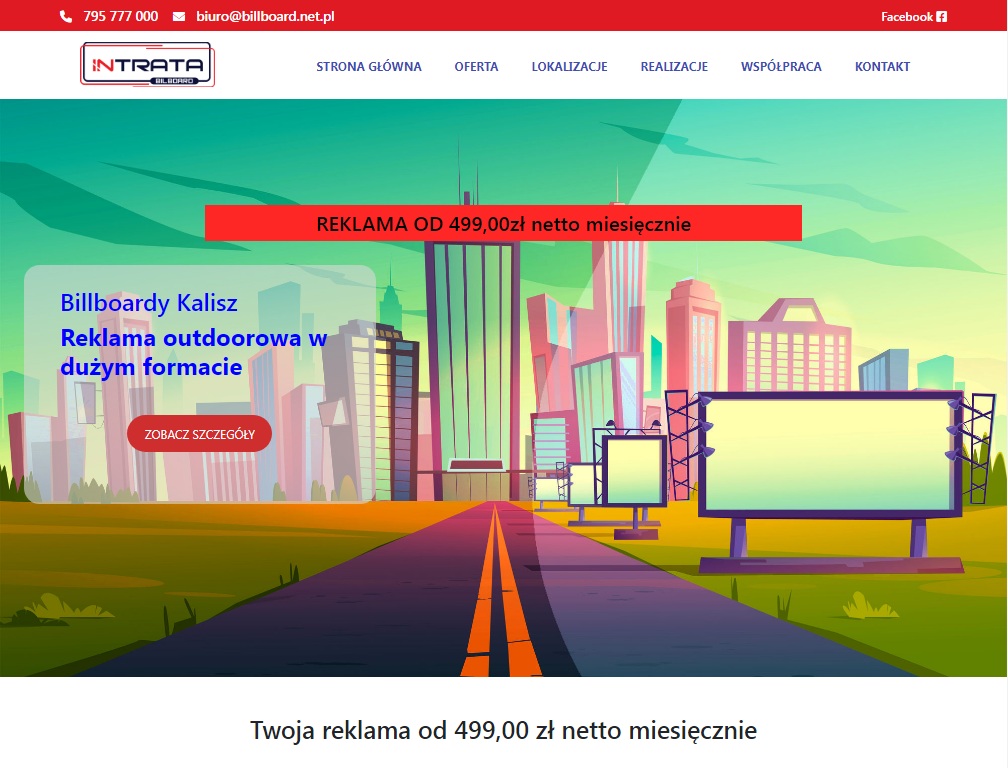 795 777 000 biuro@billboard.net.pl Facebook
INTRATA
BILBOARD
STRONA GŁÓWNA OFERTA LOKALIZACJE REALIZACJE WSPÓŁPRACA KONTAKT
REKLAMA OD 499,00zł netto miesięcznie
Billboardy Kalisz
Reklama outdoorowa w
dużym formacie
ZOBACZ SZCZEGÓŁY
Twoja reklama od 499,00 zł netto miesięcznie